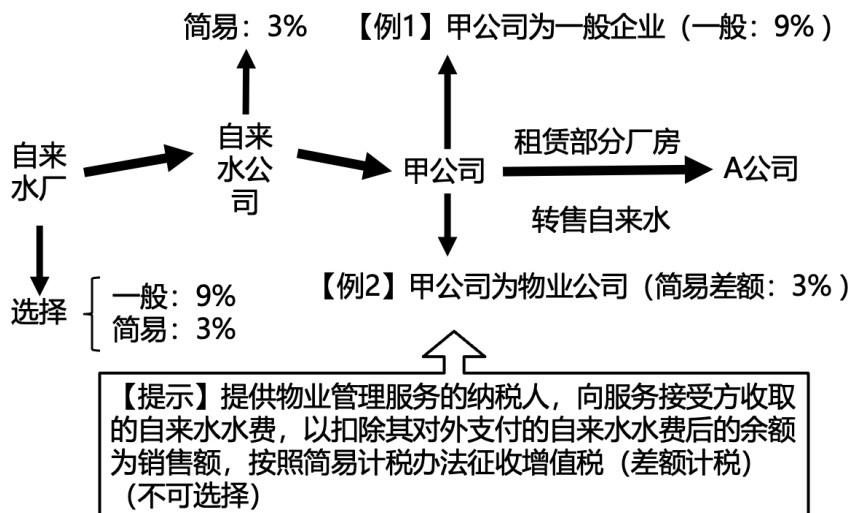 简易：3%
【例1】甲公司为一般企业（一般：9% ）
自来
水厂
自来
水公
司
甲公司
租赁部分厂房
转售自来水
A公司
选择
一般：9%
简易：3%
【例2】甲公司为物业公司（简易差额：3% ）
【提示】提供物业管理服务的纳税人，向服务接受方收取
的自来水水费，以扣除其对外支付的自来水水费后的余额
为销售额，按照简易计税办法征收增值税（差额计税）
（不可选择）